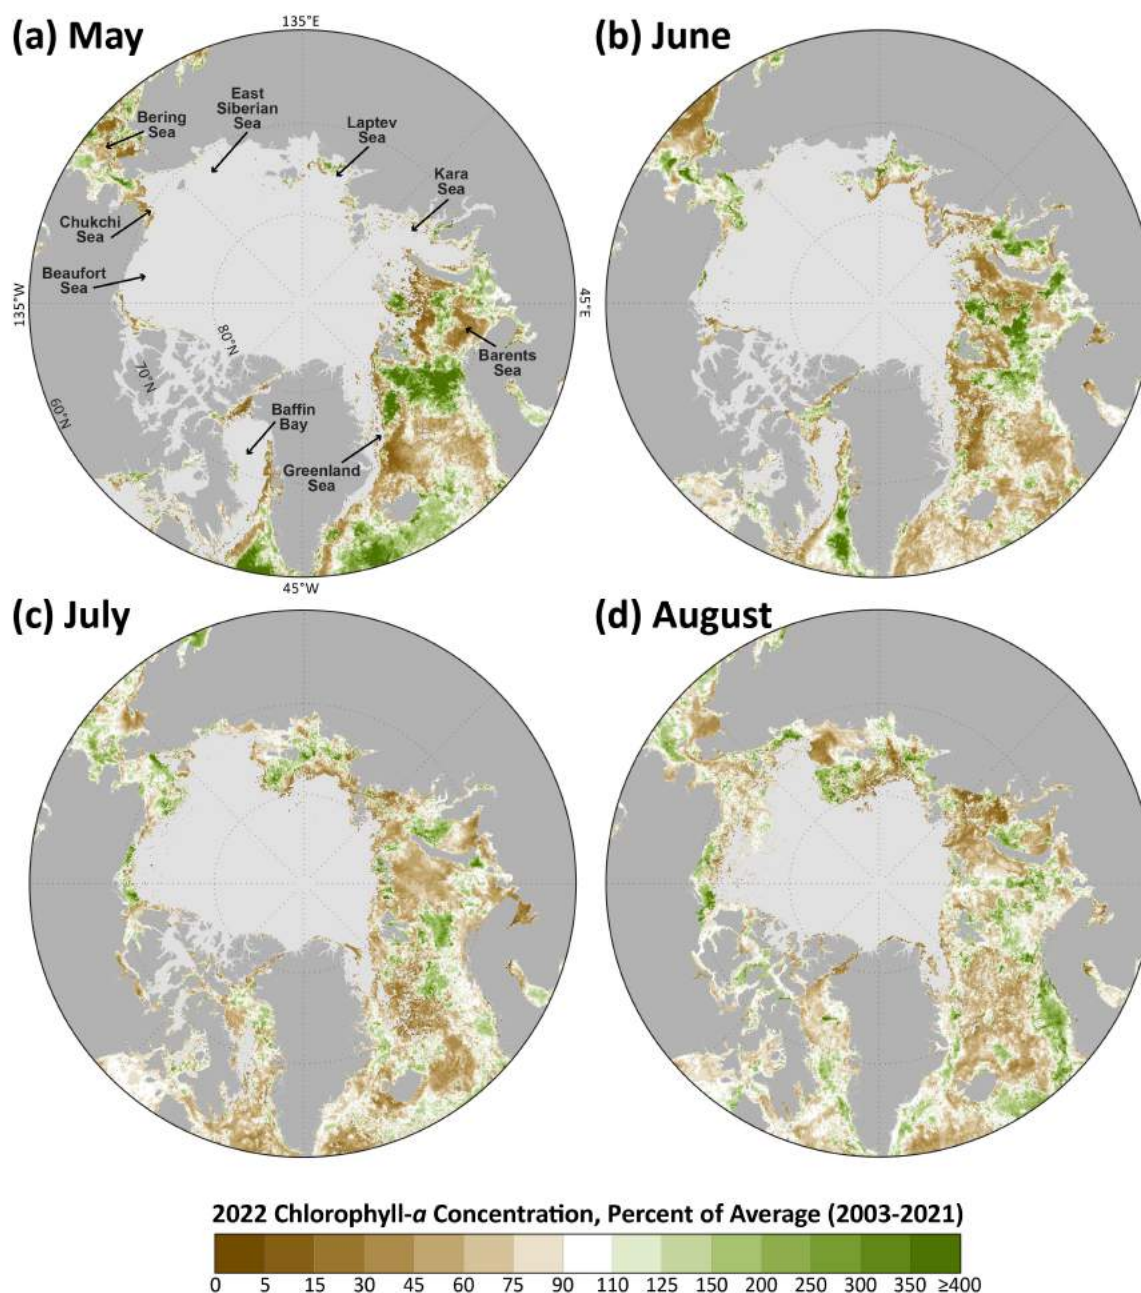 (a) May
135°E
(b) June
Bering
Sea
East
Siberian
Sea
Laptev
Sea
Kara
Sea
Chukchi
Sea
Beaufort
Sea
135°W
45°E
80°N
70°N
60°N
Barents
Sea
Baffin
Bay
Greenland
Sea
45°W
(c) July
(d) August
2022 Chlorophyll-a Concentration, Percent of Average (2003-2021)
0 5 15 30 45 60 75 90 110 125 150 200 250 300 350 ≥400